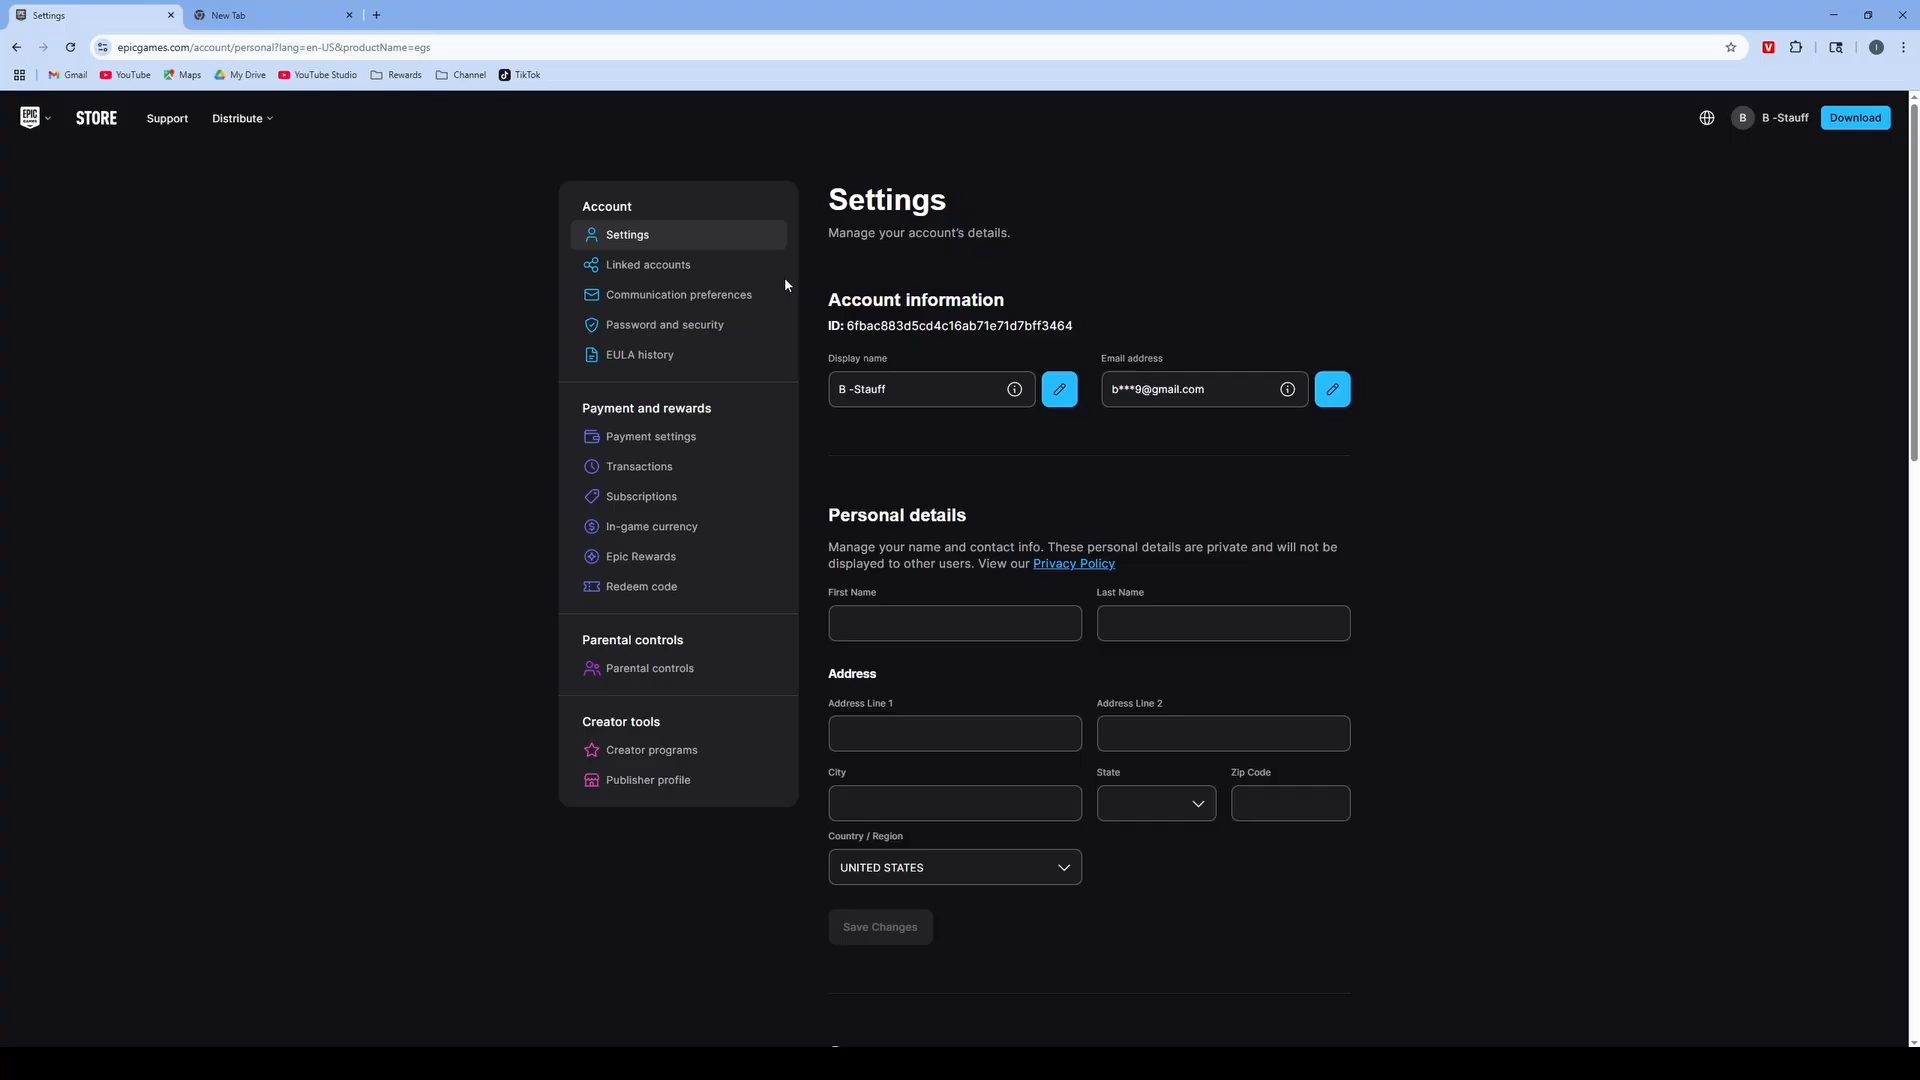 Settings
New Tab
epicgames.com/account/personal?lang=en-US&productName=egs
Gmail
YouTube
Maps
My Drive
YouTube Studio
Rewards
Channel
TikTok
EPIC GAMES
STORE
Support
Distribute
B
B -Stauff
Download
Account
Settings
Linked accounts
Communication preferences
Password and security
EULA history
Payment and rewards
Payment settings
Transactions
Subscriptions
In-game currency
Epic Rewards
Redeem code
Parental controls
Parental controls
Creator tools
Creator programs
Publisher profile
Settings
Manage your account's details.
Account information
ID: 6fbac883d5cd4c16ab71e71d7bff3464
Display name
B -Stauff
Email address
b***9@gmail.com
Personal details
Manage your name and contact info. These personal details are private and will not be
displayed to other users. View our Privacy Policy
First Name
Last Name
Address
Address Line 1
Address Line 2
City
State
Zip Code
Country / Region
UNITED STATES
Save Changes